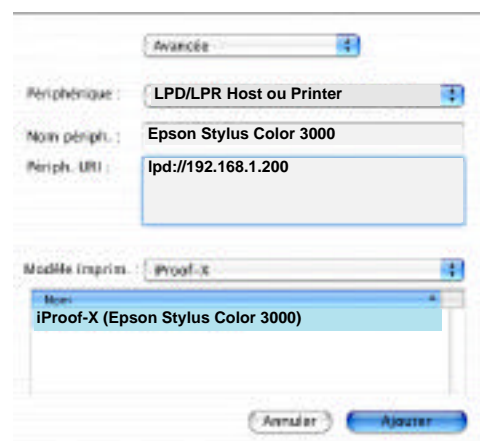 Avancée
Périphérique : LPD/LPR Host ou Printer
Nom périph. : Epson Stylus Color 3000
Périph. URI : lpd://192.168.1.200
Modèle imprim. : iProof-X
Nom
iProof-X (Epson Stylus Color 3000)
Annuler Ajouter